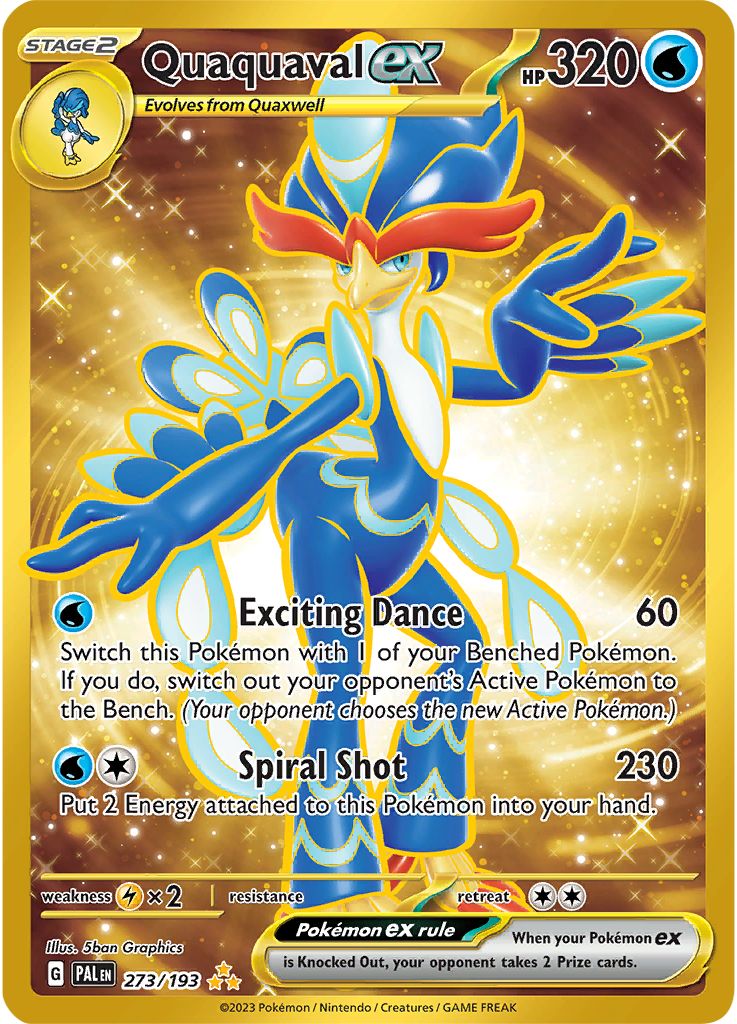 STAGE2
Quaquaval ex
HP 320
Evolves from Quaxwell
Exciting Dance 60
Switch this Pokémon with 1 of your Benched Pokémon.
If you do, switch out your opponent's Active Pokémon to
the Bench. (Your opponent chooses the new Active Pokémon.)
Spiral Shot 230
Put 2 Energy attached to this Pokémon into your hand.
weakness ×2 resistance retreat
Illus. 5ban Graphics
Pokémon ex rule
When your Pokémon ex
is Knocked Out, your opponent takes 2 Prize cards.
G PAL EN 273/193
©2023 Pokémon / Nintendo / Creatures / GAME FREAK